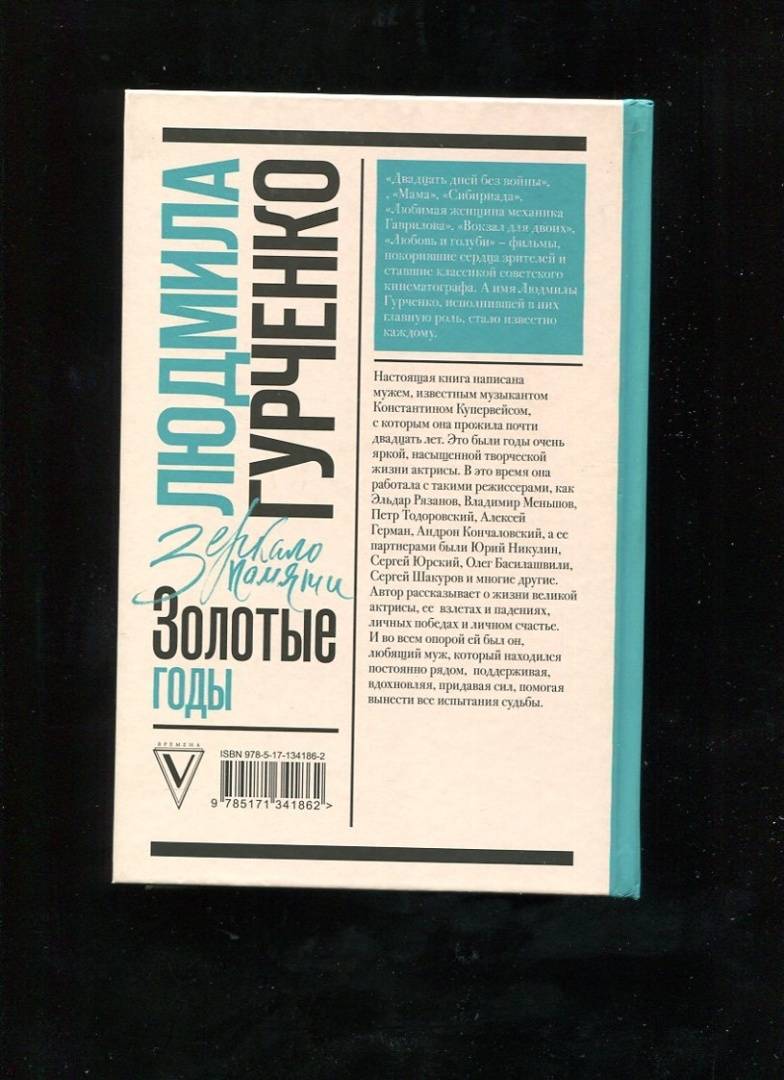 ЛЮДМИЛА
ГУРЧЕНКО
Зеркало
памяти
Золотые
годы
«Двадцать дней без войны»,
, «Мама», «Сибириада»,
«Любимая женщина механика
Гаврилова», «Вокзал для двоих»,
«Любовь и голуби» – фильмы,
покорившие сердца зрителей и
ставшие классикой советского
кинематографа. А имя Людмилы
Гурченко, исполнившей в них
главную роль, стало известно
каждому.
Настоящая книга написана
мужем, известным музыкантом
Константином Купервейсом,
с которым она прожила почти
двадцать лет. Это были годы очень
яркой, насыщенной творческой
жизни актрисы. В это время она
работала с такими режиссерами, как
Эльдар Рязанов, Владимир Меньшов,
Петр Тодоровский, Алексей
Герман, Андрон Кончаловский, а ее
партнерами были Юрий Никулин,
Сергей Юрский, Олег Басилашвили,
Сергей Шакуров и многие другие.
Автор рассказывает о жизни великой
актрисы, ее взлетах и падениях,
личных победах и личном счастье.
И во всем опорой ей был он,
любящий муж, который находился
постоянно рядом, поддерживая,
вдохновляя, придавая сил, помогая
вынести все испытания судьбы.
ВРЕМЕНА
V
ISBN 978-5-17-134186-2
9 785171 341862>